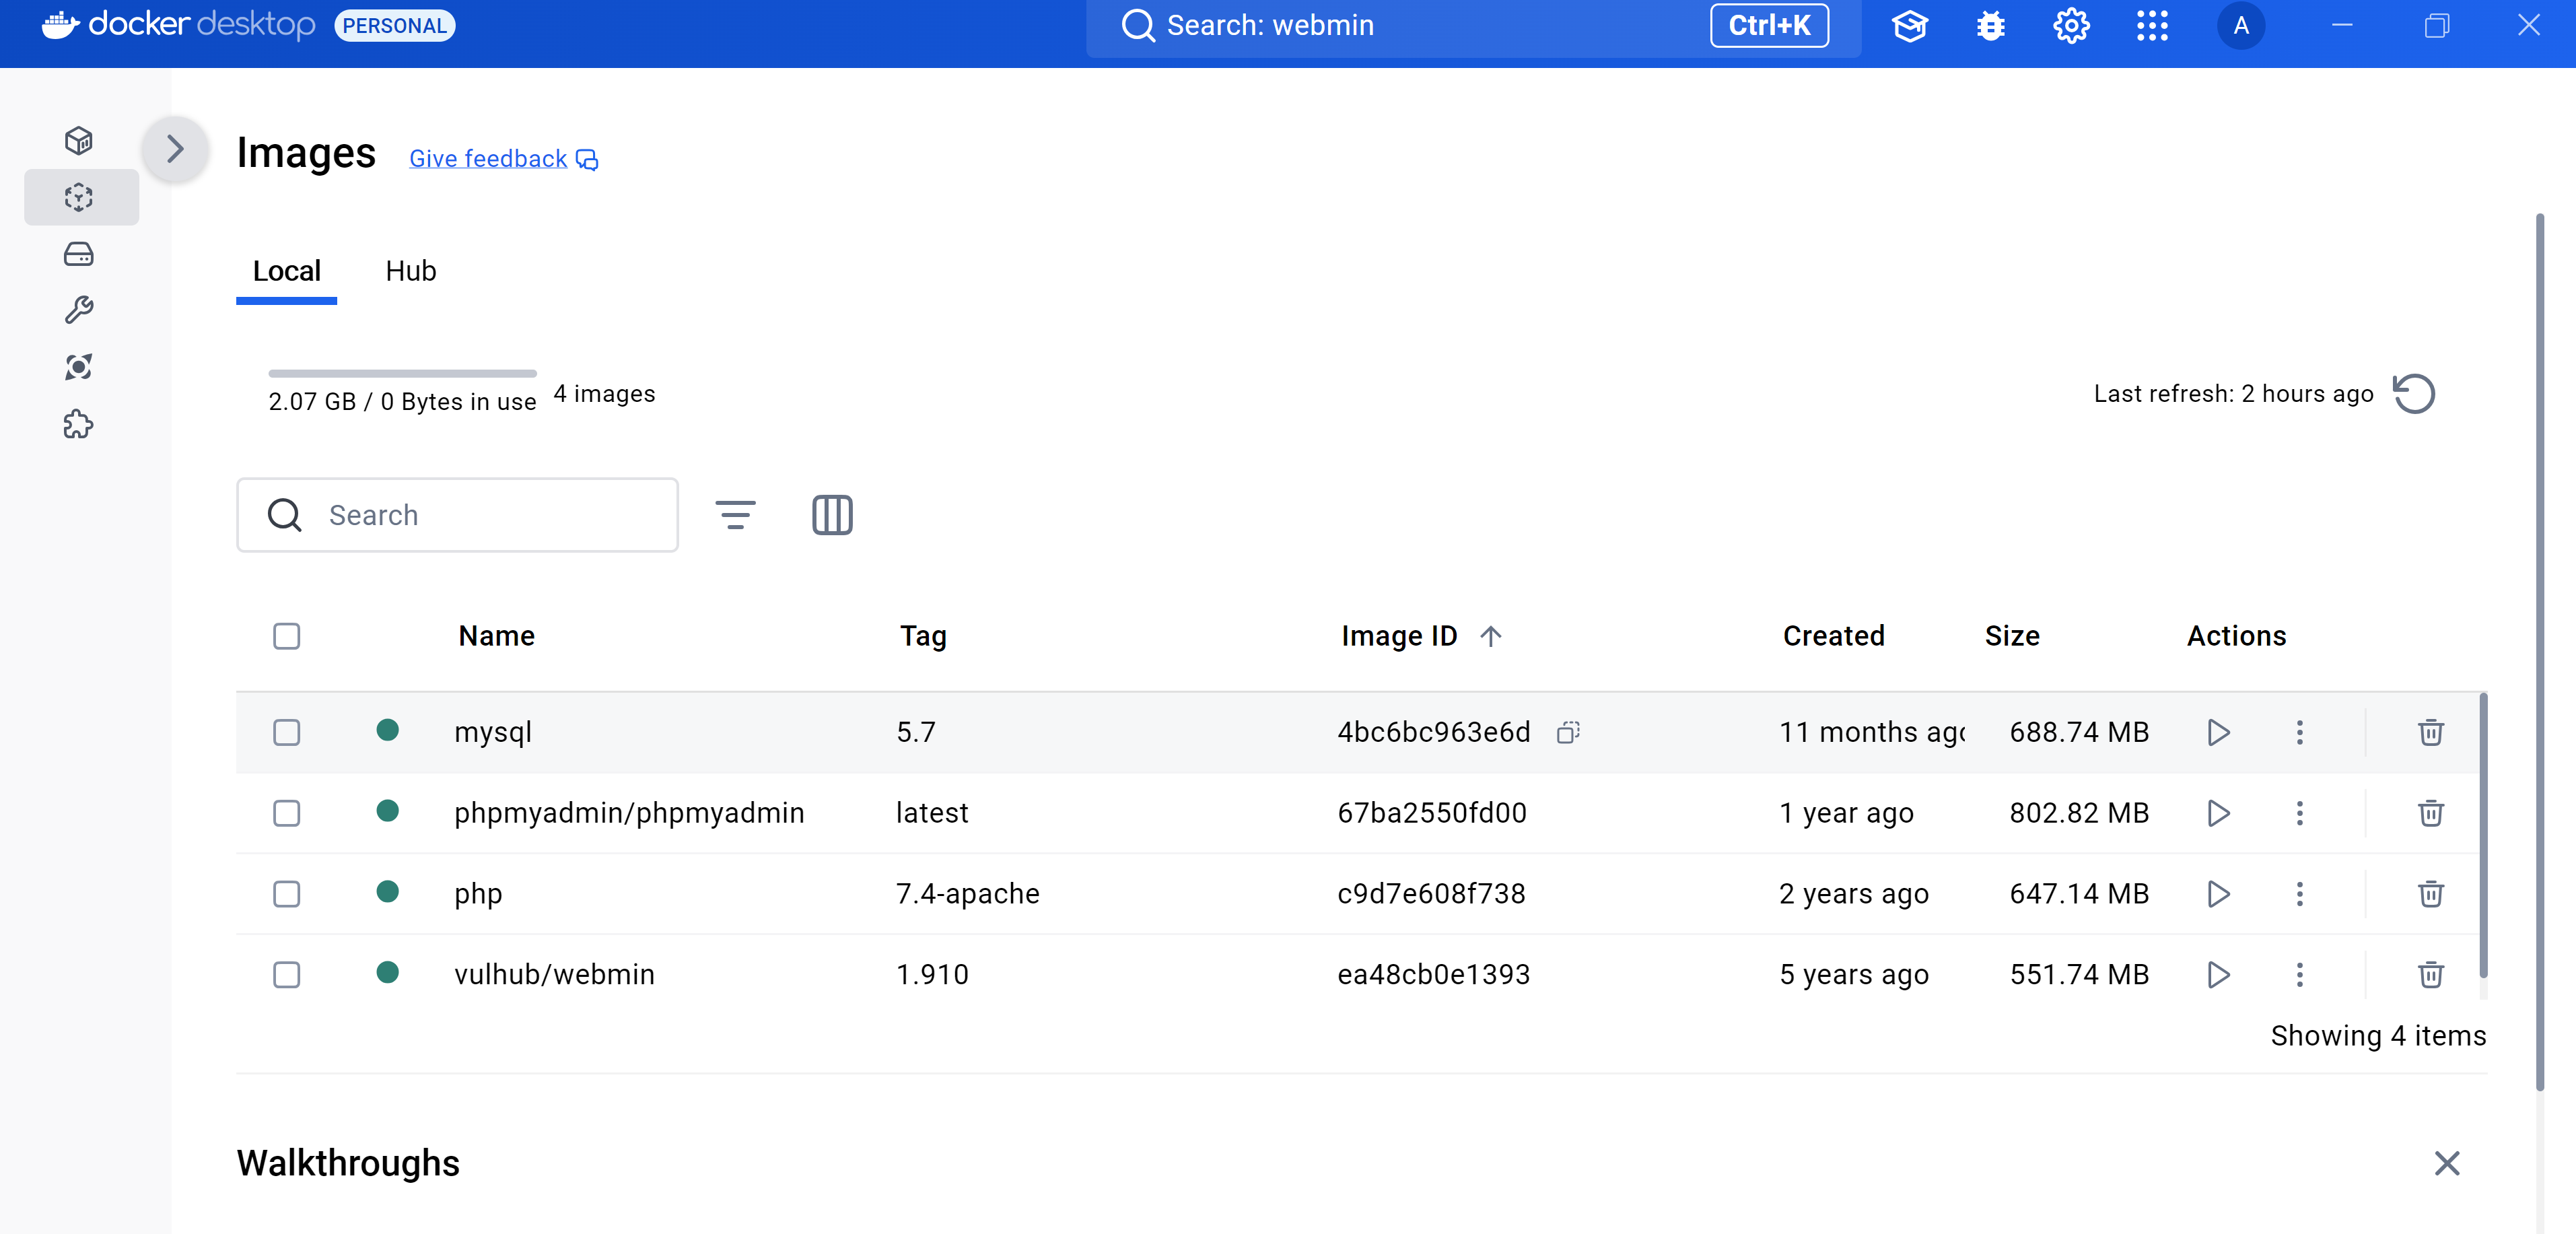 docker desktop PERSONAL Search: webmin Ctrl+K A
Images Give feedback
Local Hub
2.07 GB / 0 Bytes in use 4 images Last refresh: 2 hours ago
Search
Name Tag Image ID Created Size Actions
mysql 5.7 4bc6bc963e6d 11 months ago 688.74 MB
phpmyadmin/phpmyadmin latest 67ba2550fd00 1 year ago 802.82 MB
php 7.4-apache c9d7e608f738 2 years ago 647.14 MB
vulhub/webmin 1.910 ea48cb0e1393 5 years ago 551.74 MB
Showing 4 items
Walkthroughs